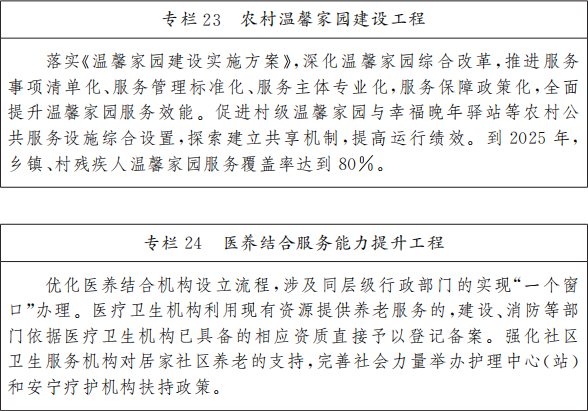 专栏23 农村温馨家园建设工程
落实《温馨家园建设实施方案》,深化温馨家园综合改革,推进服务
事项清单化、服务管理标准化、服务主体专业化,服务保障政策化,全面
提升温馨家园服务效能。促进村级温馨家园与幸福晚年驿站等农村公
共服务设施综合设置,探索建立共享机制,提高运行绩效。到2025年,
乡镇、村残疾人温馨家园服务覆盖率达到80%。
专栏24 医养结合服务能力提升工程
优化医养结合机构设立流程,涉及同层级行政部门的实现“一个窗
口”办理。医疗卫生机构利用现有资源提供养老服务的,建设、消防等部
门依据医疗卫生机构已具备的相应资质直接予以登记备案。强化社区
卫生服务机构对居家社区养老的支持,完善社会力量举办护理中心(站)
和安宁疗护机构扶持政策。